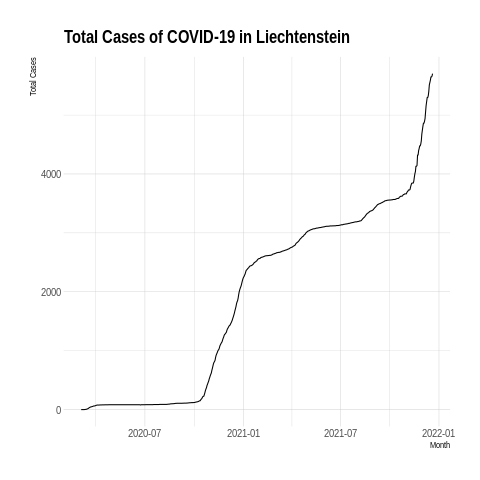 Total Cases of COVID-19 in Liechtenstein
Total Cases
4000
2000
0
2020-07 2021-01 2021-07 2022-01
Month